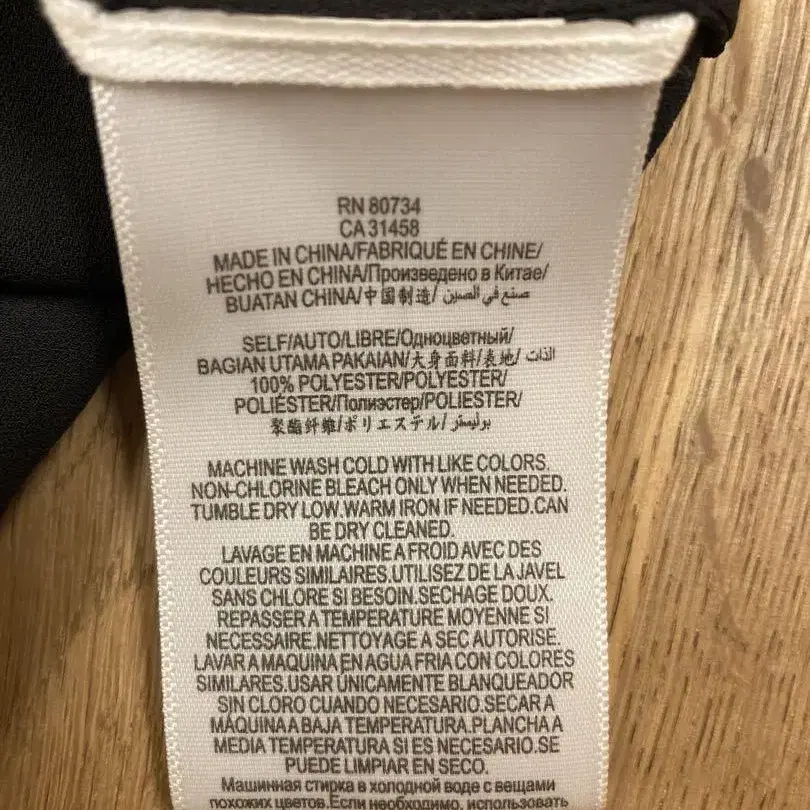 RN 80734
CA 31458
MADE IN CHINA/FABRIQUÉ EN CHINE/
HECHO EN CHINA/Произведено в Китае/
BUATAN CHINA/中国制造/ صنع في الصين
SELF/AUTO/LIBRE/Одноцветный/
BAGIAN UTAMA PAKAIAN/大身面料/表地/ الذات
100% POLYESTER/POLYESTER/
POLIÉSTER/Полиэстер/POLIESTER/
聚酯纤维/ポリエステル/ بوليستر
MACHINE WASH COLD WITH LIKE COLORS.
NON-CHLORINE BLEACH ONLY WHEN NEEDED.
TUMBLE DRY LOW.WARM IRON IF NEEDED.CAN
BE DRY CLEANED.
LAVAGE EN MACHINE A FROID AVEC DES
COULEURS SIMILAIRES.UTILISEZ DE LA JAVEL
SANS CHLORE SI BESOIN.SECHAGE DOUX.
REPASSER A TEMPERATURE MOYENNE SI
NECESSAIRE.NETTOYAGE A SEC AUTORISE.
LAVAR A MAQUINA EN AGUA FRIA CON COLORES
SIMILARES.USAR ÚNICAMENTE BLANQUEADOR
SIN CLORO CUANDO NECESARIO.SECAR A
MÁQUINA A BAJA TEMPERATURA.PLANCHA A
MEDIA TEMPERATURA SI ES NECESARIO.SE
PUEDE LIMPIAR EN SECO.
Машинная стирка в холодной воде с вещами
похожих цветов.Если необходимо, использовать